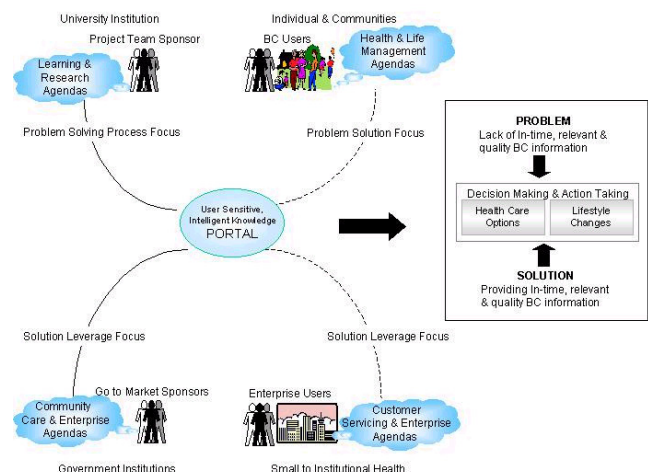 University Institution
Individual & Communities
Project Team Sponsor
BC Users
Learning &
Research
Agendas
Health & Life
Management
Agendas
Problem Solving Process Focus
Problem Solution Focus
User Sensitive,
Intelligent Knowledge
PORTAL
PROBLEM
Lack of In-time, relevant &
quality BC information
Decision Making & Action Taking
Health Care
Options
Lifestyle
Changes
SOLUTION
Providing In-time, relevant
& quality BC information
Solution Leverage Focus
Solution Leverage Focus
Go to Market Sponsors
Enterprise Users
Community
Care & Enterprise
Agendas
Customer
Servicing & Enterprise
Agendas
Government Institutions
Small to Institutional Health